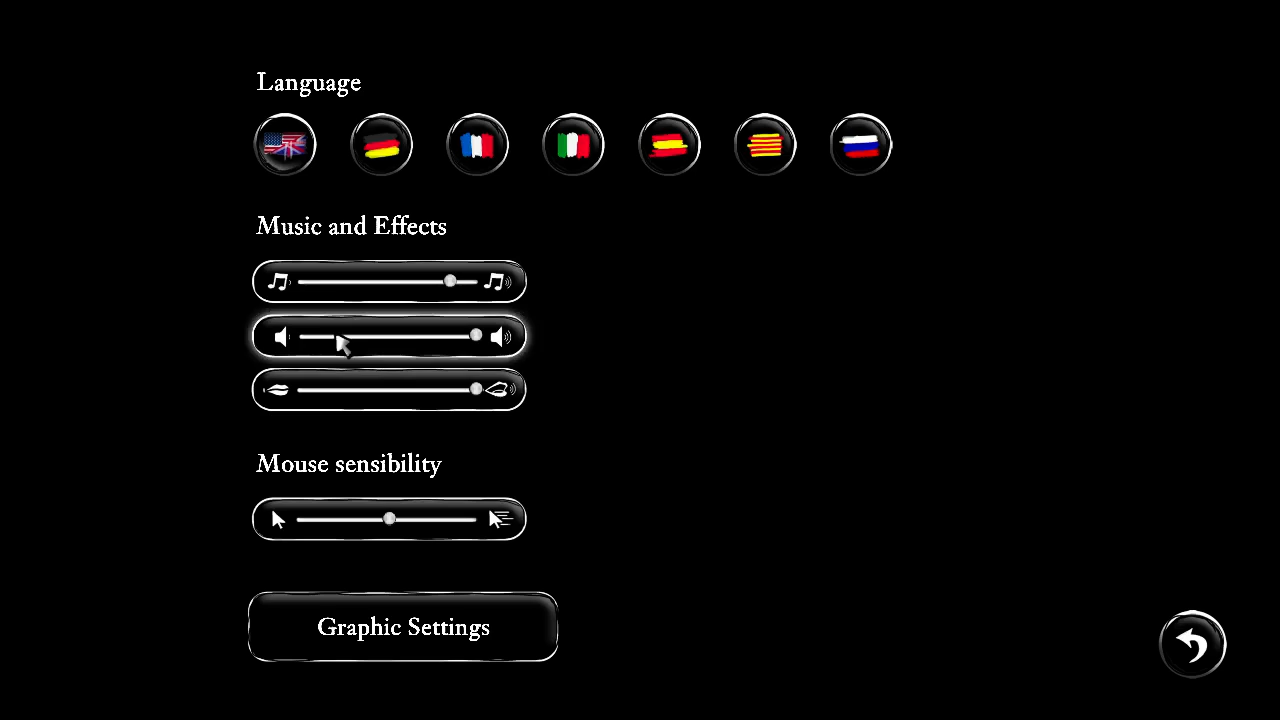 Language
Music and Effects
Mouse sensibility
Graphic Settings